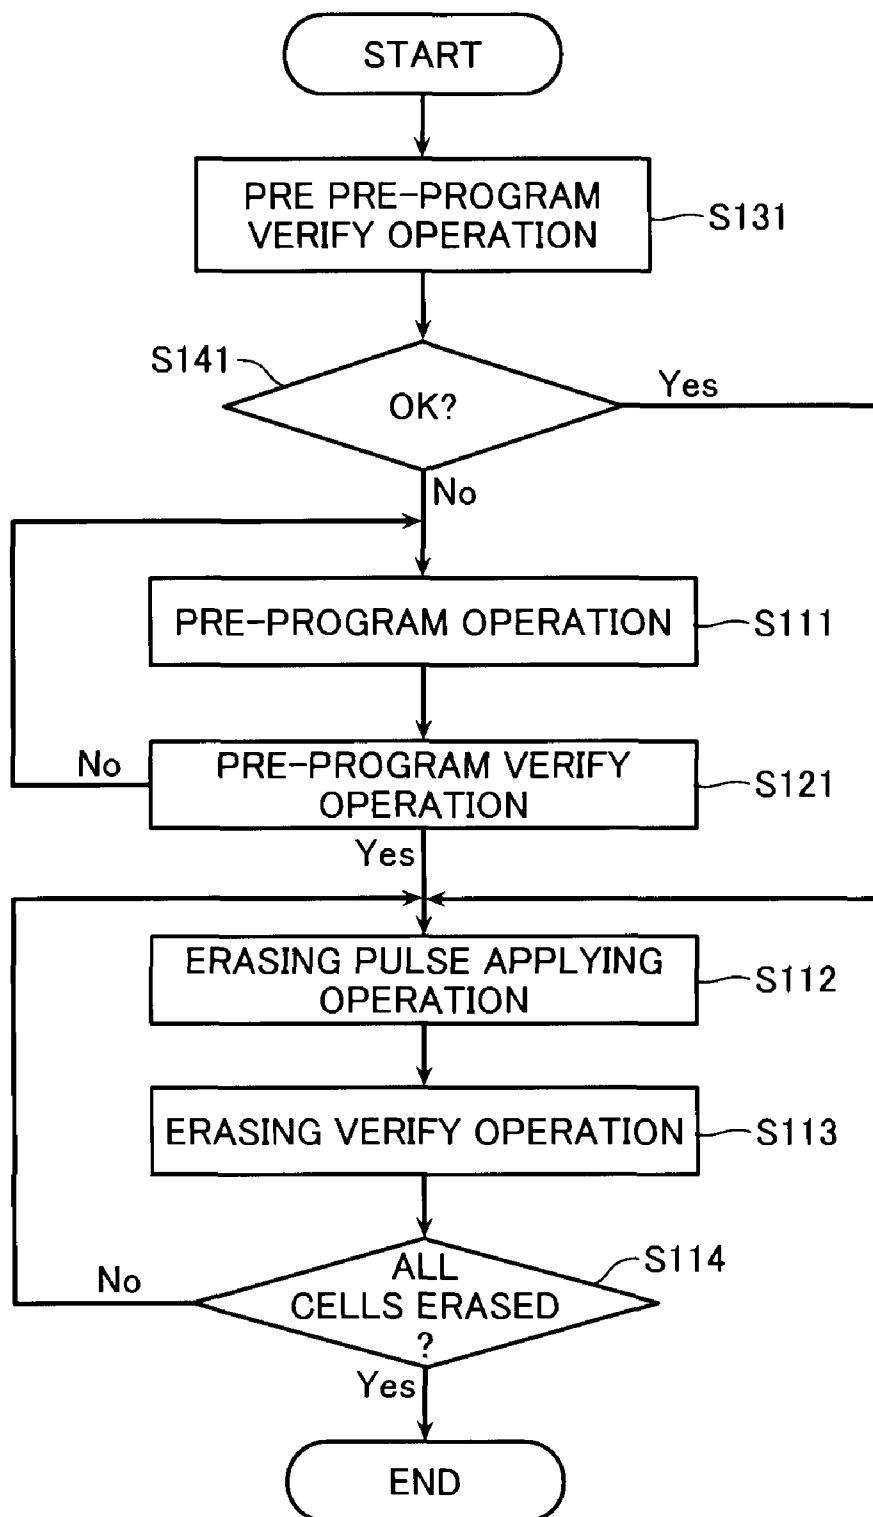 START
PRE PRE-PROGRAM
VERIFY OPERATION
S131
S141
OK?
Yes
No
PRE-PROGRAM OPERATION
S111
No
PRE-PROGRAM VERIFY
OPERATION
S121
Yes
ERASING PULSE APPLYING
OPERATION
S112
ERASING VERIFY OPERATION
S113
S114
No
ALL
CELLS ERASED
?
Yes
END